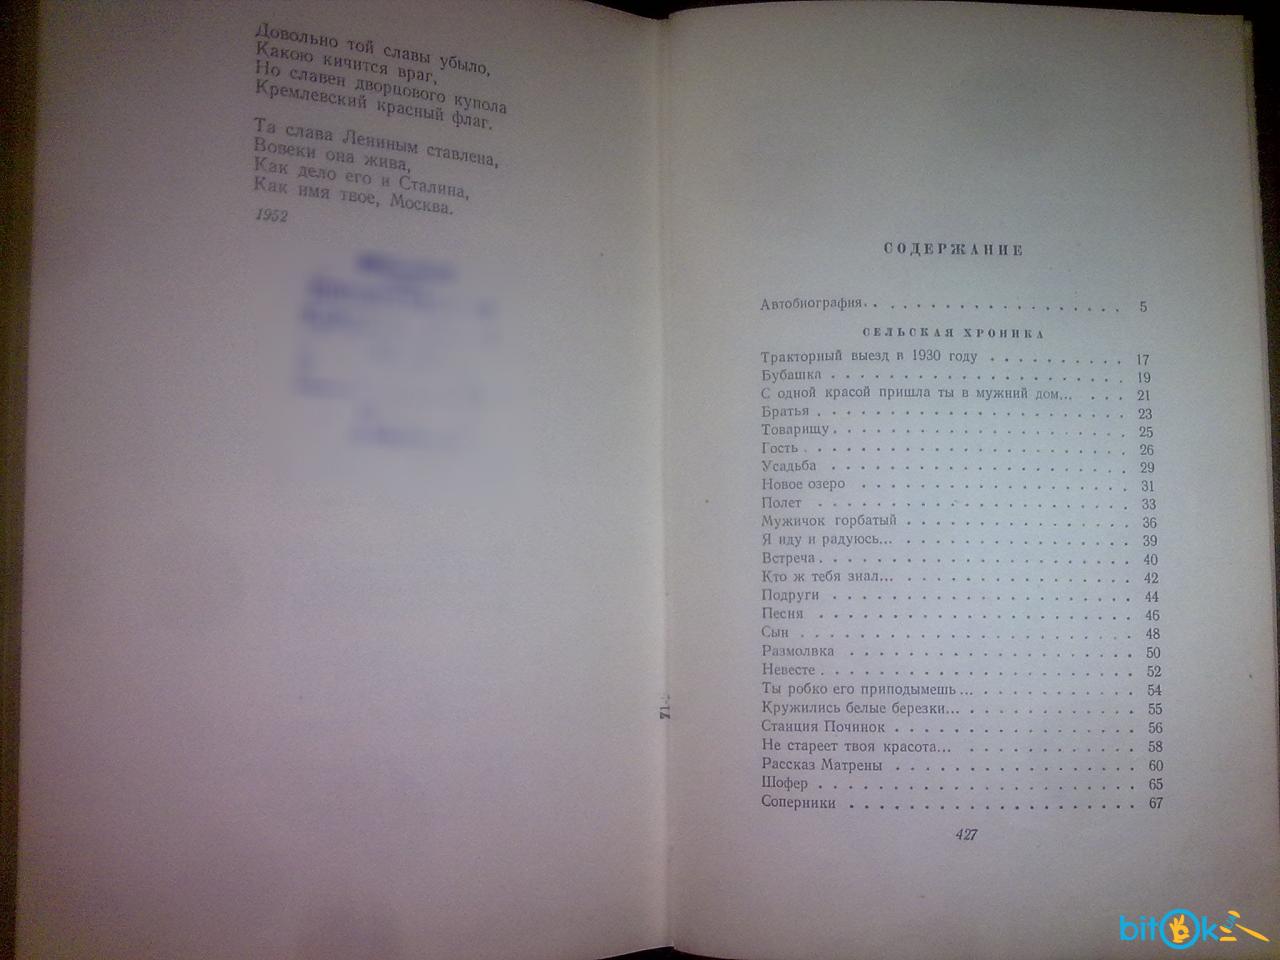 Довольно той славы убыло,
Какою кичится враг,
Но славен дворцового купола
Кремлевский красный флаг.
Та слава Лениным ставлена,
Вовеки она жива,
Как дело его и Сталина,
Как имя твое, Москва.
1952
СОДЕРЖАНИЕ
Автобиография. . . . . . . . . . . . . . . . . . 5
СЕЛЬСКАЯ ХРОНИКА
Тракторный выезд в 1930 году . . . . . . . . . . 17
Бубашка . . . . . . . . . . . . . . . . . . . . 19
С одной красой пришла ты в мужний дом... . . . 21
Братья . . . . . . . . . . . . . . . . . . . . . 23
Товарищу . . . . . . . . . . . . . . . . . . . . 25
Гость . . . . . . . . . . . . . . . . . . . . . 26
Усадьба . . . . . . . . . . . . . . . . . . . . 29
Новое озеро . . . . . . . . . . . . . . . . . . 31
Полет . . . . . . . . . . . . . . . . . . . . . 33
Мужичок горбатый . . . . . . . . . . . . . . . . 36
Я иду и радуюсь... . . . . . . . . . . . . . . . 39
Встреча . . . . . . . . . . . . . . . . . . . . 40
Кто ж тебя знал... . . . . . . . . . . . . . . . 42
Подруги . . . . . . . . . . . . . . . . . . . . 44
Песня . . . . . . . . . . . . . . . . . . . . . 46
Сын . . . . . . . . . . . . . . . . . . . . . . 48
Размолвка . . . . . . . . . . . . . . . . . . . 50
Невесте . . . . . . . . . . . . . . . . . . . . 52
Ты робко его приподымешь... . . . . . . . . . . 54
Кружились белые березки... . . . . . . . . . . . 55
Станция Починок . . . . . . . . . . . . . . . . 56
Не стареет твоя красота... . . . . . . . . . . . 58
Рассказ Матрены . . . . . . . . . . . . . . . . 60
Шофер . . . . . . . . . . . . . . . . . . . . . 65
Соперники . . . . . . . . . . . . . . . . . . . 67
427
bitok